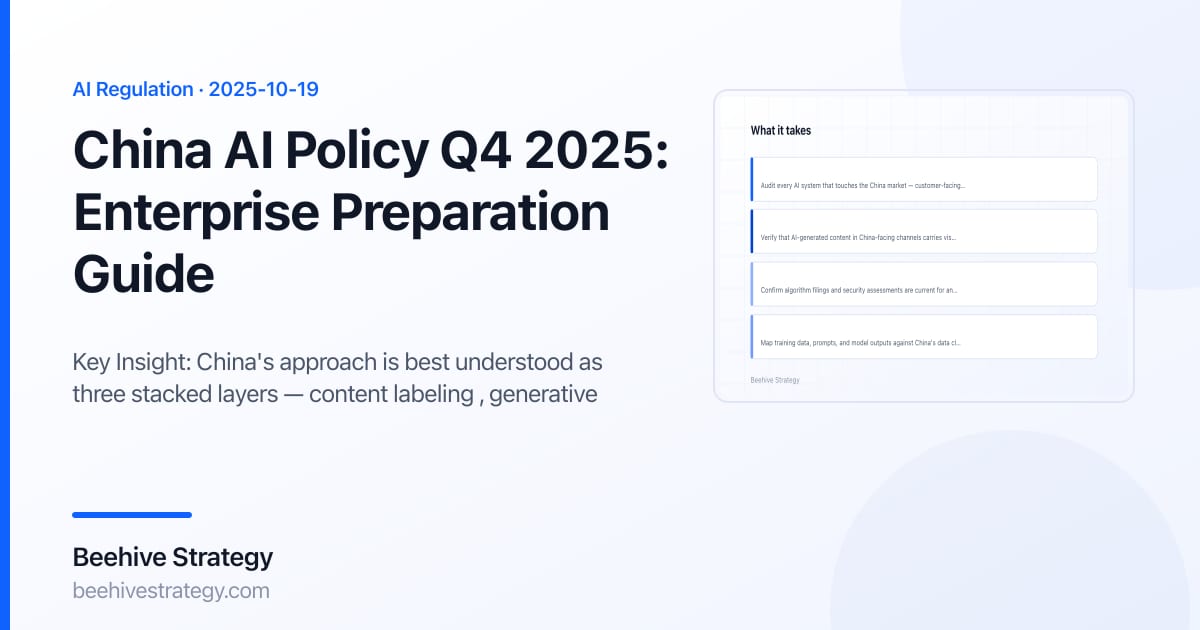 AI Regulation · 2025-10-19
China AI Policy Q4 2025:
Enterprise Preparation
Guide
Key Insight: China's approach is best understood as
three stacked layers — content labeling , generative
Beehive Strategy
beehivestrategy.com
What it takes
Audit every AI system that touches the China market — customer-facing...
Verify that AI-generated content in China-facing channels carries vis...
Confirm algorithm filings and security assessments are current for an...
Map training data, prompts, and model outputs against China's data cl...
Beehive Strategy